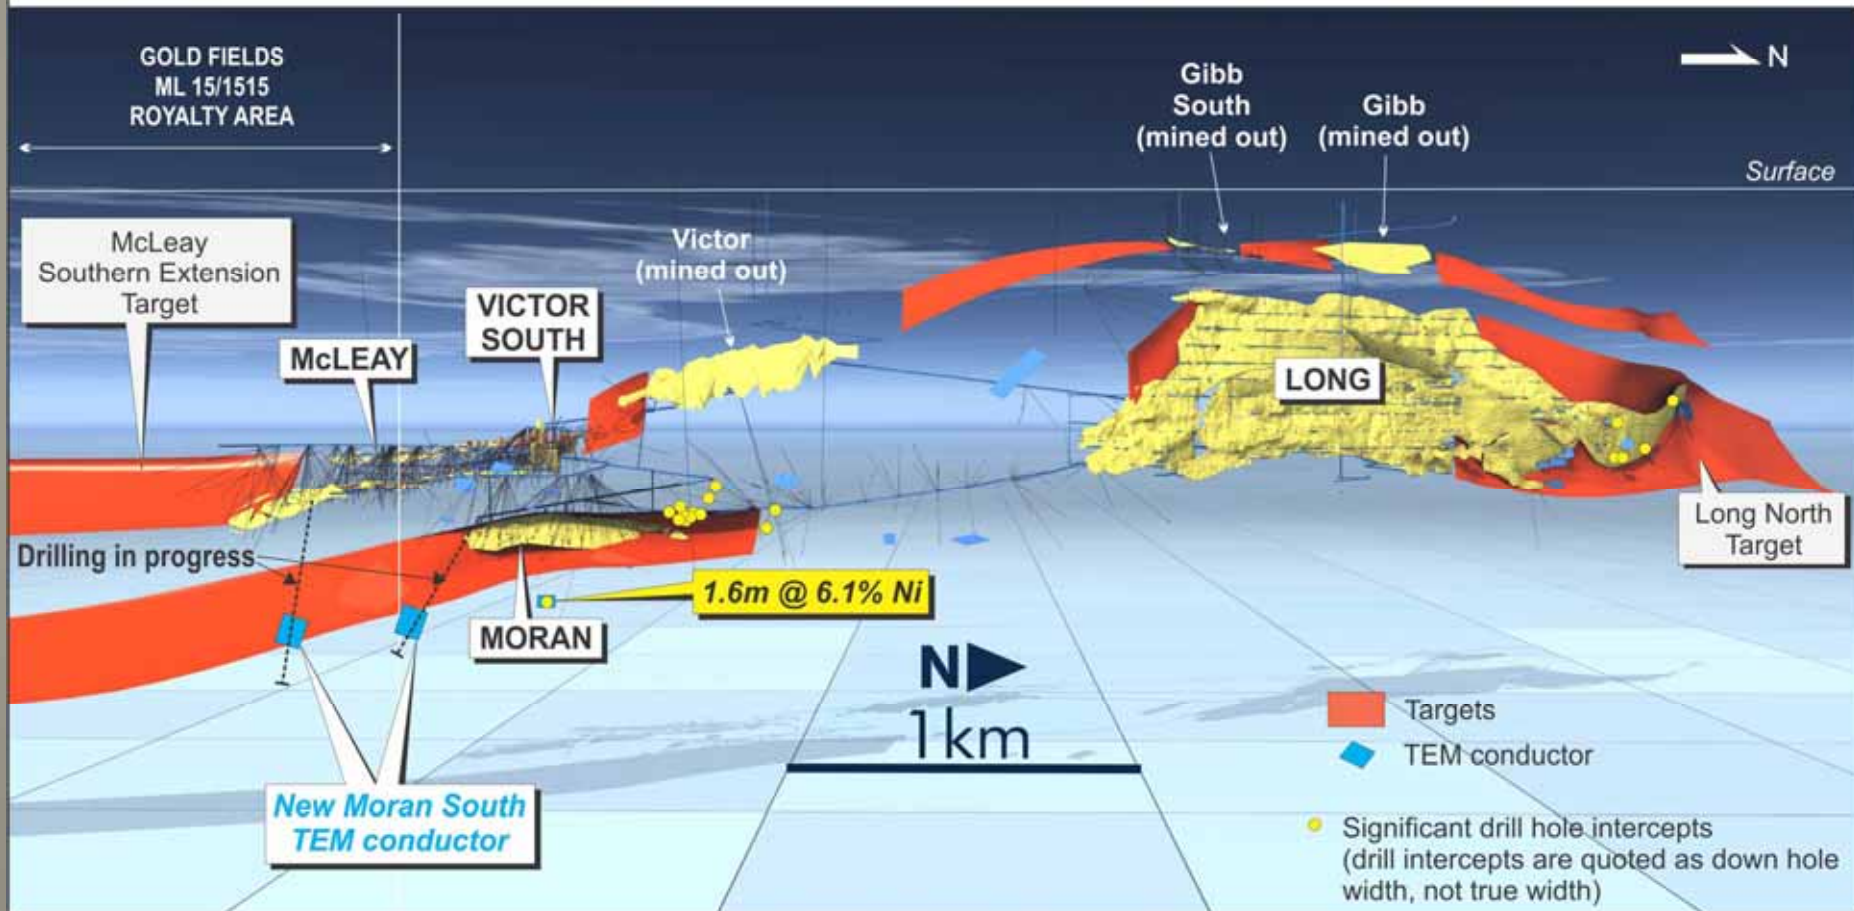 GOLD FIELDS
ML 15/1515
ROYALTY AREA
N
Gibb
South
(mined out)
Gibb
(mined out)
Surface
McLeay
Southern Extension
Target
Victor
(mined out)
VICTOR
SOUTH
McLEAY
LONG
Long North
Target
Drilling in progress
1.6m @ 6.1% Ni
MORAN
N
1km
New Moran South
TEM conductor
Targets
TEM conductor
Significant drill hole intercepts
(drill intercepts are quoted as down hole
width, not true width)